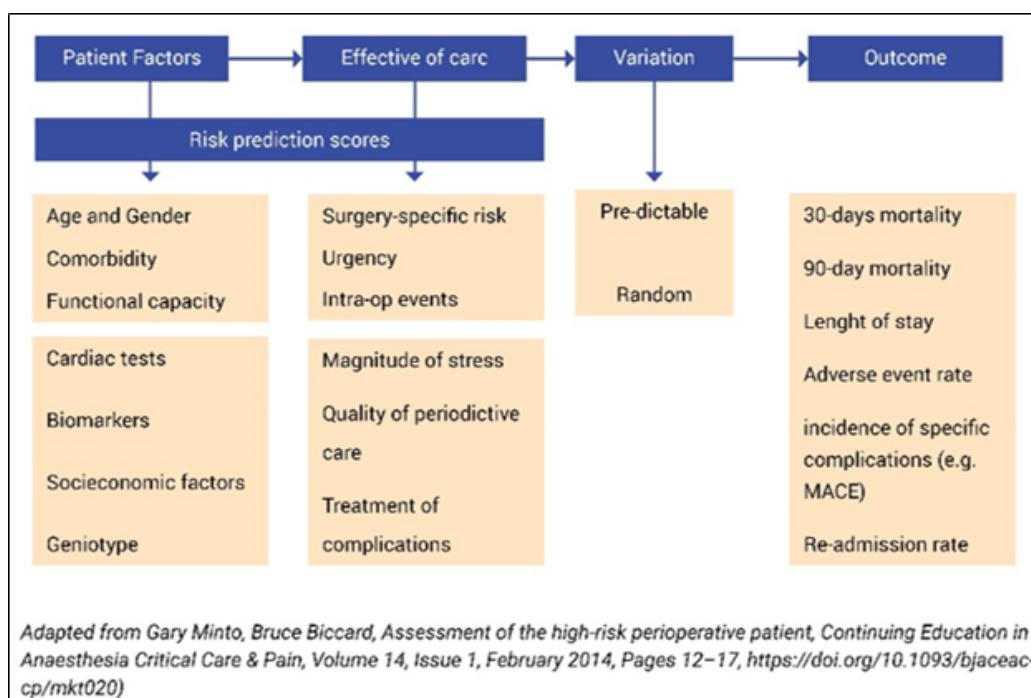 Patient Factors
Effective of carc
Variation
Outcome
Risk prediction scores
Age and Gender
Comorbidity
Functional capacity
Cardiac tests
Biomarkers
Socieconomic factors
Geniotype
Surgery-specific risk
Urgency
Intra-op events
Magnitude of stress
Quality of periodictive
care
Treatment of
complications
Pre-dictable
Random
30-days mortality
90-day mortality
Lenght of stay
Adverse event rate
incidence of specific
complications (e.g.
MACE)
Re-admission rate
Adapted from Gary Minto, Bruce Biccard, Assessment of the high-risk perioperative patient, Continuing Education in
Anaesthesia Critical Care & Pain, Volume 14, Issue 1, February 2014, Pages 12–17, https://doi.org/10.1093/bjaceac-
cp/mkt020)